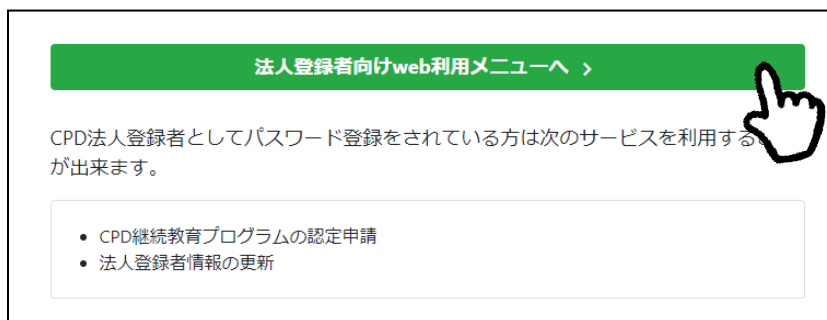 法人登録者向けweb利用メニューへ >
CPD法人登録者としてパスワード登録をされている方は次のサービスを利用する
が出来ます。
• CPD継続教育プログラムの認定申請
• 法人登録者情報の更新